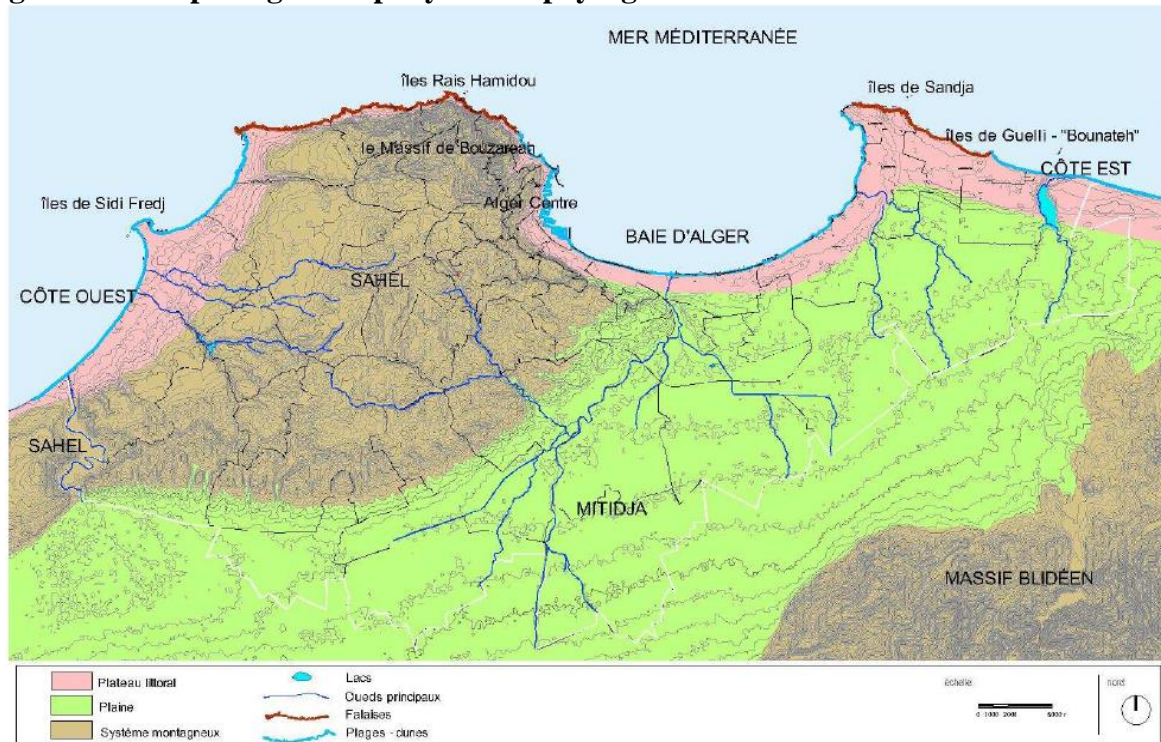 MER MÉDITERRANÉE
îles Rais Hamidou
îles de Sandja
le Massif de Bouzareah
îles de Guelli - "Bounateh"
CÔTE EST
îles de Sidi Fredj
Alger Centre
BAIE D'ALGER
SAHEL
CÔTE OUEST
SAHEL
MITIDJA
MASSIF BLIDÉEN
Plateau littoral
Plaine
Système montagneux
Lacs
Oueds principaux
Falaises
Plages - dunes
échelle
nord